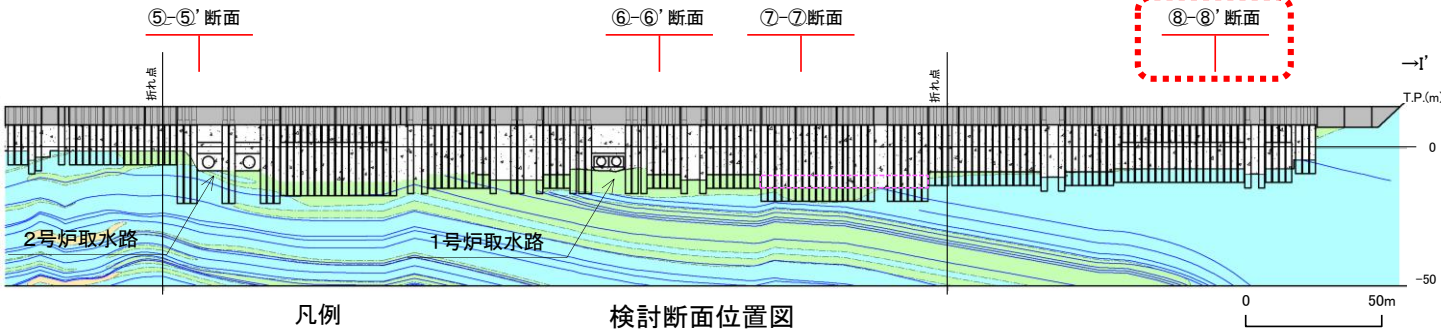 ⑤-⑤’断面
⑥-⑥’断面
⑦-⑦断面
⑧-⑧’断面
折れ点
折れ点
→I’
T.P.(m)
0
2号炉取水路
1号炉取水路
-50
凡例
検討断面位置図
0 50m